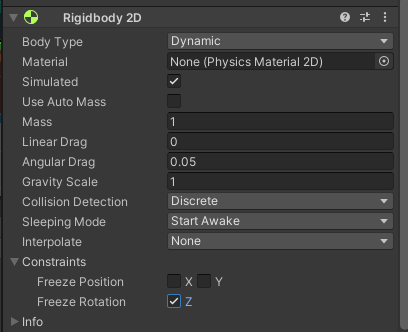 Rigidbody 2D
Body Type Dynamic
Material None (Physics Material 2D)
Simulated
Use Auto Mass
Mass 1
Linear Drag 0
Angular Drag 0.05
Gravity Scale 1
Collision Detection Discrete
Sleeping Mode Start Awake
Interpolate None
Constraints
Freeze Position X Y
Freeze Rotation Z
Info